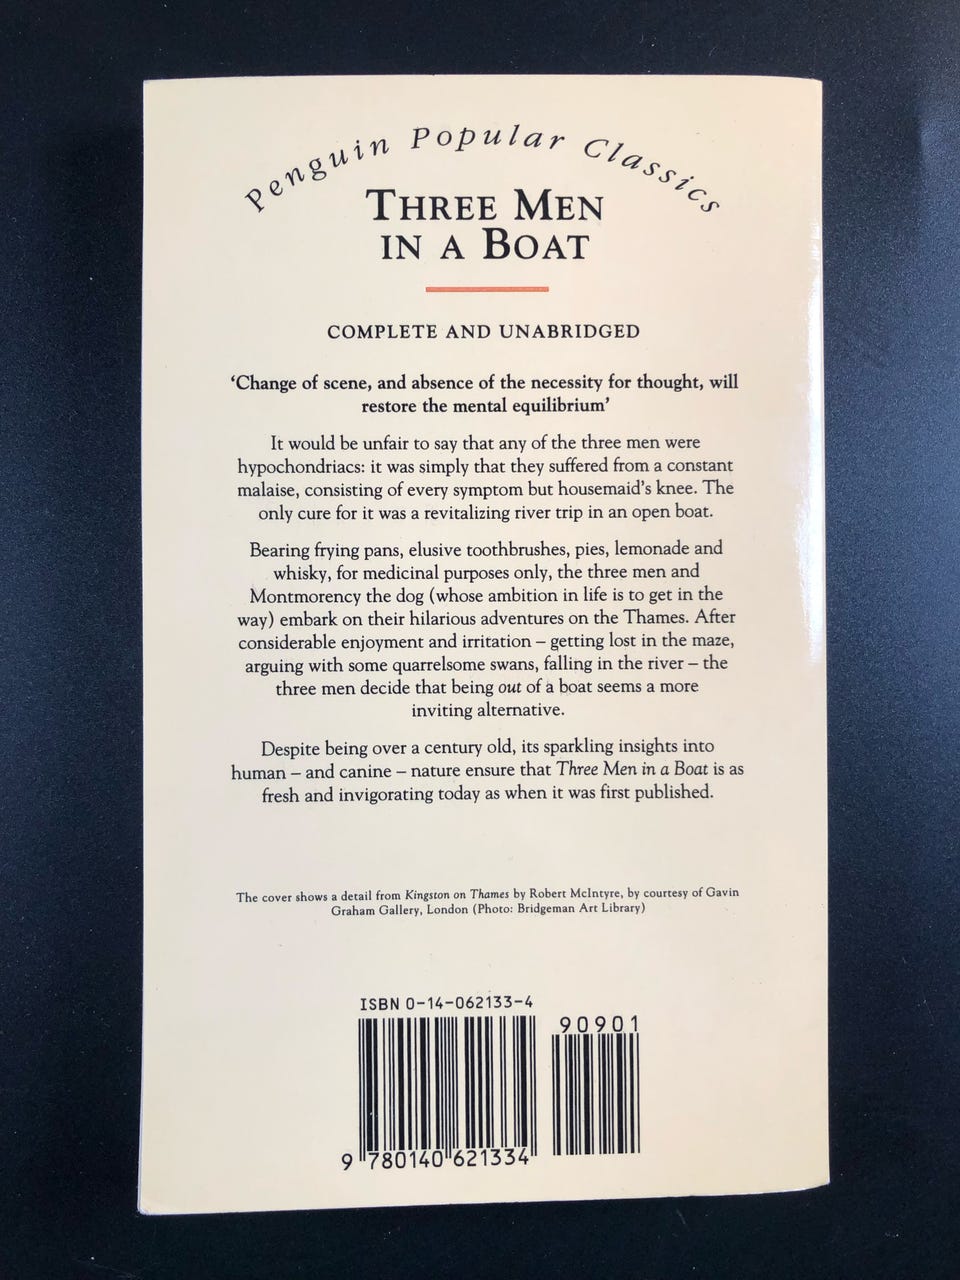 Penguin Popular Classics
THREE MEN
IN A BOAT
COMPLETE AND UNABRIDGED
‘Change of scene, and absence of the necessity for thought, will
restore the mental equilibrium’
It would be unfair to say that any of the three men were
hypochondriacs: it was simply that they suffered from a constant
malaise, consisting of every symptom but housemaid’s knee. The
only cure for it was a revitalizing river trip in an open boat.
Bearing frying pans, elusive toothbrushes, pies, lemonade and
whisky, for medicinal purposes only, the three men and
Montmorency the dog (whose ambition in life is to get in the
way) embark on their hilarious adventures on the Thames. After
considerable enjoyment and irritation – getting lost in the maze,
arguing with some quarrelsome swans, falling in the river – the
three men decide that being out of a boat seems a more
inviting alternative.
Despite being over a century old, its sparkling insights into
human – and canine – nature ensure that Three Men in a Boat is as
fresh and invigorating today as when it was first published.
The cover shows a detail from Kingston on Thames by Robert McIntyre, by courtesy of Gavin
Graham Gallery, London (Photo: Bridgeman Art Library)
ISBN 0-14-062133-4
90901
9 780140 621334